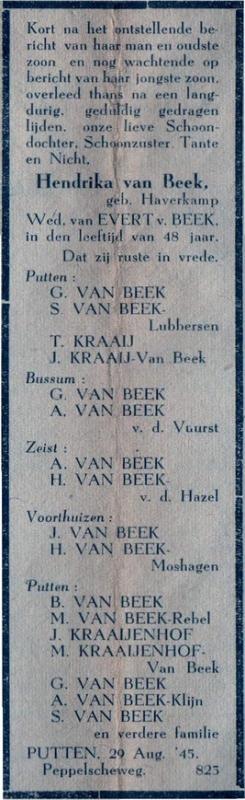 Kort na het ontstellende be-
richt van haar man en oudste
zoon en nog wachtende op
bericht van haar jongste zoon,
overleed thans na een lang-
durig, geduldig gedragen
lijden, onze lieve Schoon-
dochter, Schoonzuster, Tante
en Nicht,
Hendrika van Beek,
geb. Haverkamp
Wed. van EVERT v. BEEK,
in den leeftijd van 48 jaar.
Dat zij ruste in vrede.
Putten :
G. VAN BEEK
S. VAN BEEK-
Lubbersen
T. KRAAIJ
J. KRAAIJ-Van Beek
Bussum :
G. VAN BEEK
A. VAN BEEK
v. d. Vuurst
Zeist :
A. VAN BEEK
H. VAN BEEK-
v. d. Hazel
Voorthuizen :
J. VAN BEEK
H. VAN BEEK-
Moshagen
Putten :
B. VAN BEEK
M. VAN BEEK-Rebel
J. KRAAIJENHOF
M. KRAAIJENHOF-
Van Beek
G. VAN BEEK
A. VAN BEEK-Klijn
S. VAN BEEK
en verdere familie
PUTTEN, 29 Aug. '45.
Peppelscheweg. 825